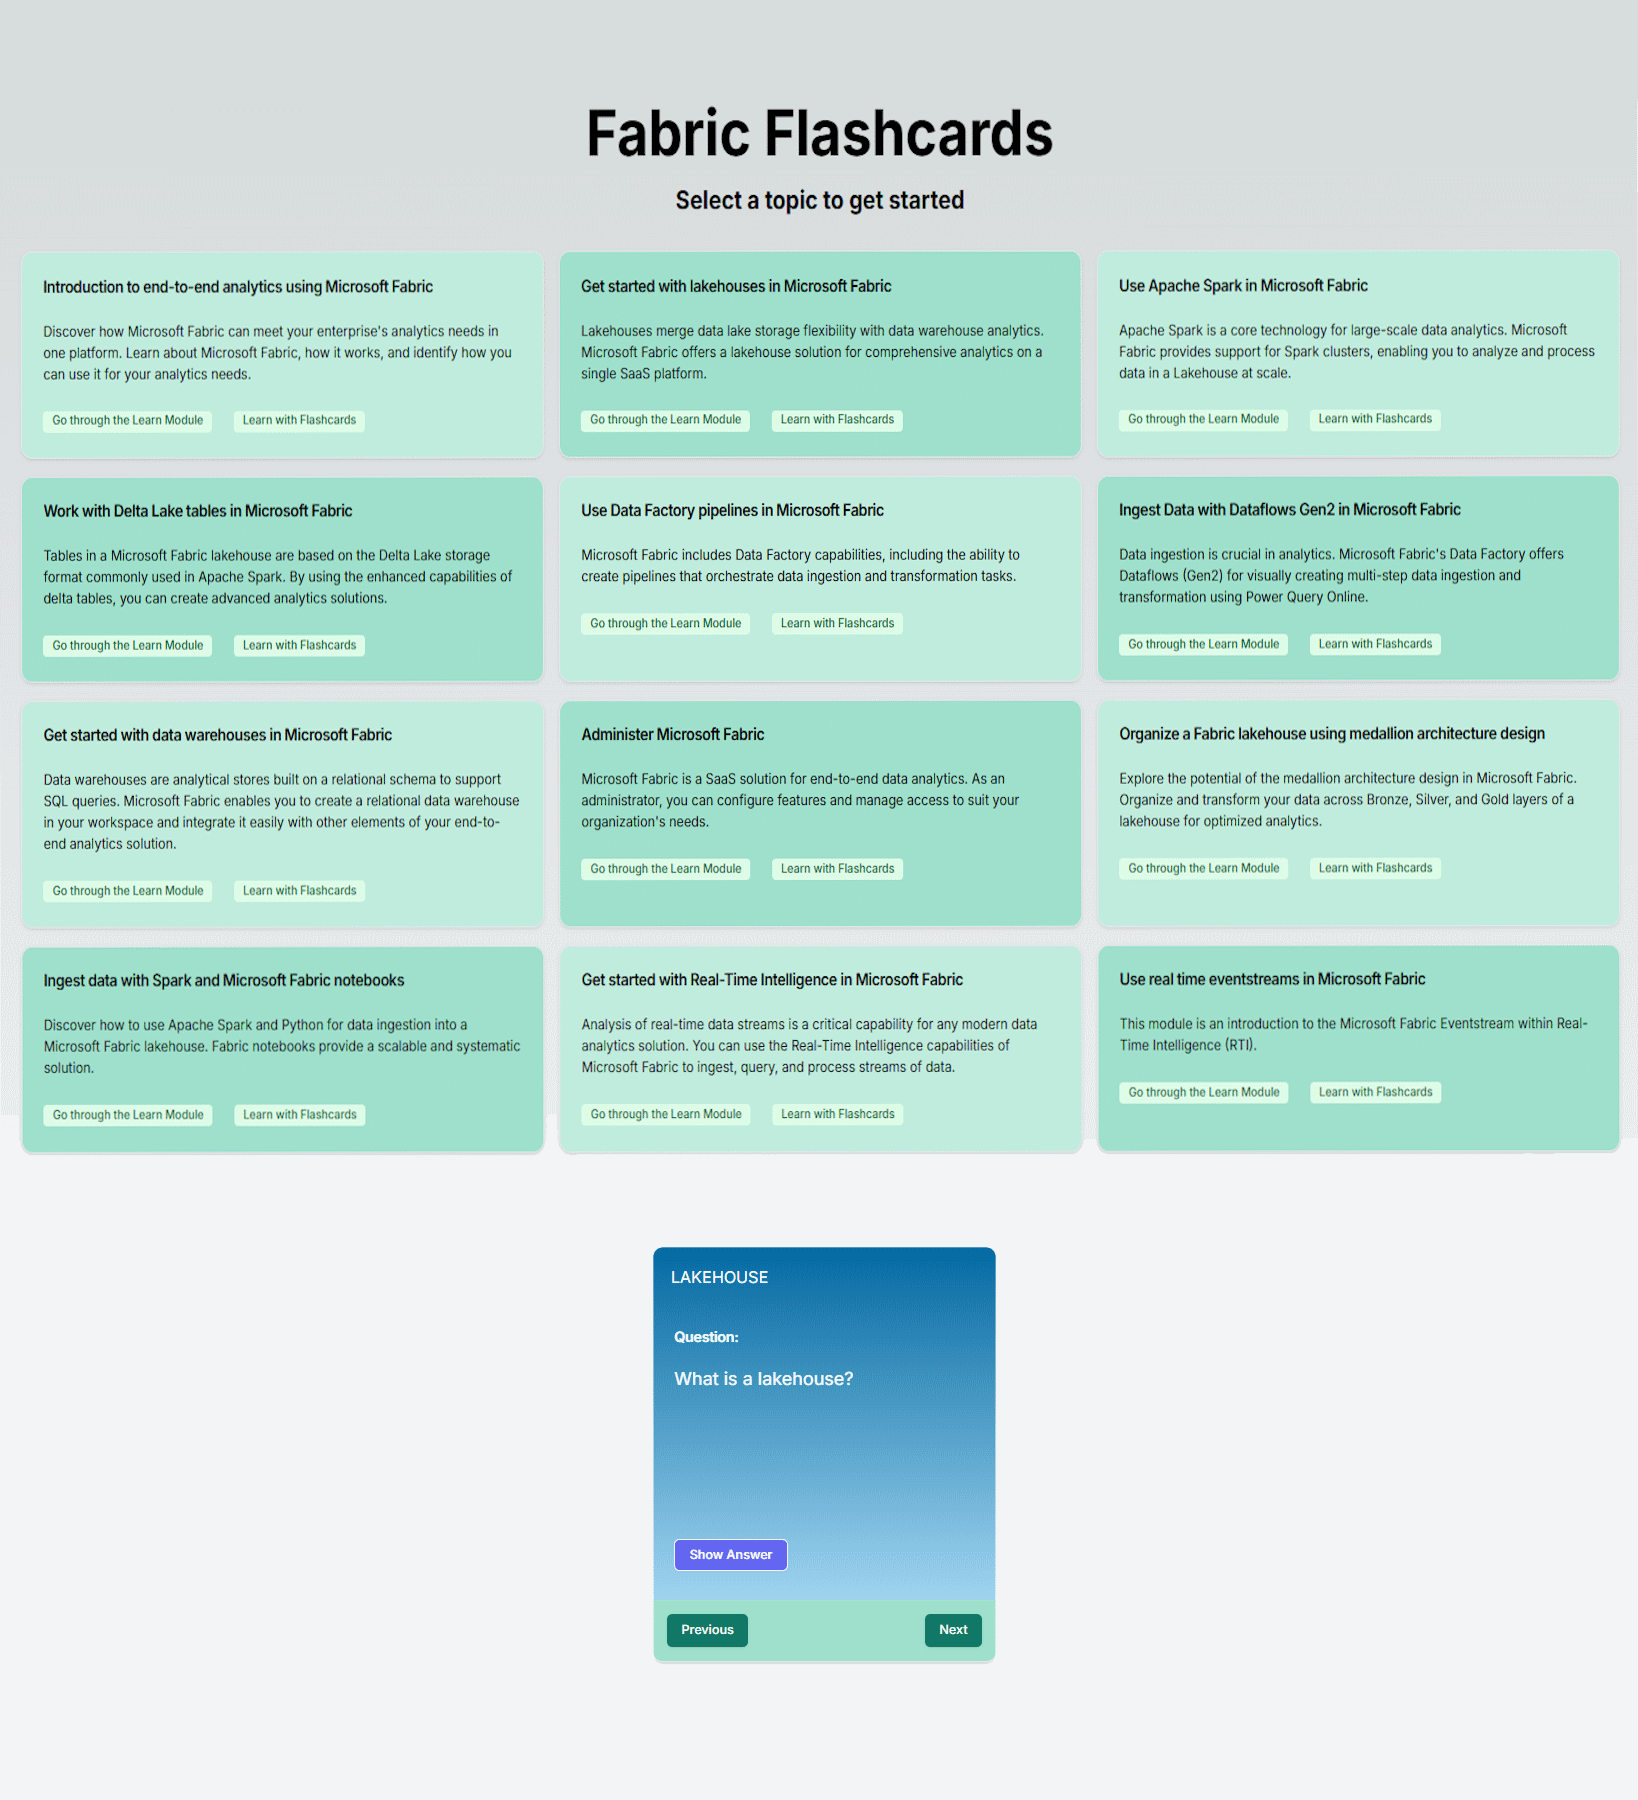 Fabric Flashcards
Select a topic to get started
Introduction to end-to-end analytics using Microsoft Fabric
Discover how Microsoft Fabric can meet your enterprise's analytics needs in
one platform. Learn about Microsoft Fabric, how it works, and identify how you
can use it for your analytics needs.
Go through the Learn Module
Learn with Flashcards
Get started with lakehouses in Microsoft Fabric
Lakehouses merge data lake storage flexibility with data warehouse analytics.
Microsoft Fabric offers a lakehouse solution for comprehensive analytics on a
single SaaS platform.
Go through the Learn Module
Learn with Flashcards
Use Apache Spark in Microsoft Fabric
Apache Spark is a core technology for large-scale data analytics. Microsoft
Fabric provides support for Spark clusters, enabling you to analyze and process
data in a Lakehouse at scale.
Go through the Learn Module
Learn with Flashcards
Work with Delta Lake tables in Microsoft Fabric
Tables in a Microsoft Fabric lakehouse are based on the Delta Lake storage
format commonly used in Apache Spark. By using the enhanced capabilities of
delta tables, you can create advanced analytics solutions.
Go through the Learn Module
Learn with Flashcards
Use Data Factory pipelines in Microsoft Fabric
Microsoft Fabric includes Data Factory capabilities, including the ability to
create pipelines that orchestrate data ingestion and transformation tasks.
Go through the Learn Module
Learn with Flashcards
Ingest Data with Dataflows Gen2 in Microsoft Fabric
Data ingestion is crucial in analytics. Microsoft Fabric's Data Factory offers
Dataflows (Gen2) for visually creating multi-step data ingestion and
transformation using Power Query Online.
Go through the Learn Module
Learn with Flashcards
Get started with data warehouses in Microsoft Fabric
Data warehouses are analytical stores built on a relational schema to support
SQL queries. Microsoft Fabric enables you to create a relational data warehouse
in your workspace and integrate it easily with other elements of your end-to-
end analytics solution.
Go through the Learn Module
Learn with Flashcards
Administer Microsoft Fabric
Microsoft Fabric is a SaaS solution for end-to-end data analytics. As an
administrator, you can configure features and manage access to suit your
organization's needs.
Go through the Learn Module
Learn with Flashcards
Organize a Fabric lakehouse using medallion architecture design
Explore the potential of the medallion architecture design in Microsoft Fabric.
Organize and transform your data across Bronze, Silver, and Gold layers of a
lakehouse for optimized analytics.
Go through the Learn Module
Learn with Flashcards
Ingest data with Spark and Microsoft Fabric notebooks
Discover how to use Apache Spark and Python for data ingestion into a
Microsoft Fabric lakehouse. Fabric notebooks provide a scalable and systematic
solution.
Go through the Learn Module
Learn with Flashcards
Get started with Real-Time Intelligence in Microsoft Fabric
Analysis of real-time data streams is a critical capability for any modern data
analytics solution. You can use the Real-Time Intelligence capabilities of
Microsoft Fabric to ingest, query, and process streams of data.
Go through the Learn Module
Learn with Flashcards
Use real time eventstreams in Microsoft Fabric
This module is an introduction to the Microsoft Fabric Eventstream within Real-
Time Intelligence (RTI).
Go through the Learn Module
Learn with Flashcards
LAKEHOUSE
Question:
What is a lakehouse?
Show Answer
Previous
Next